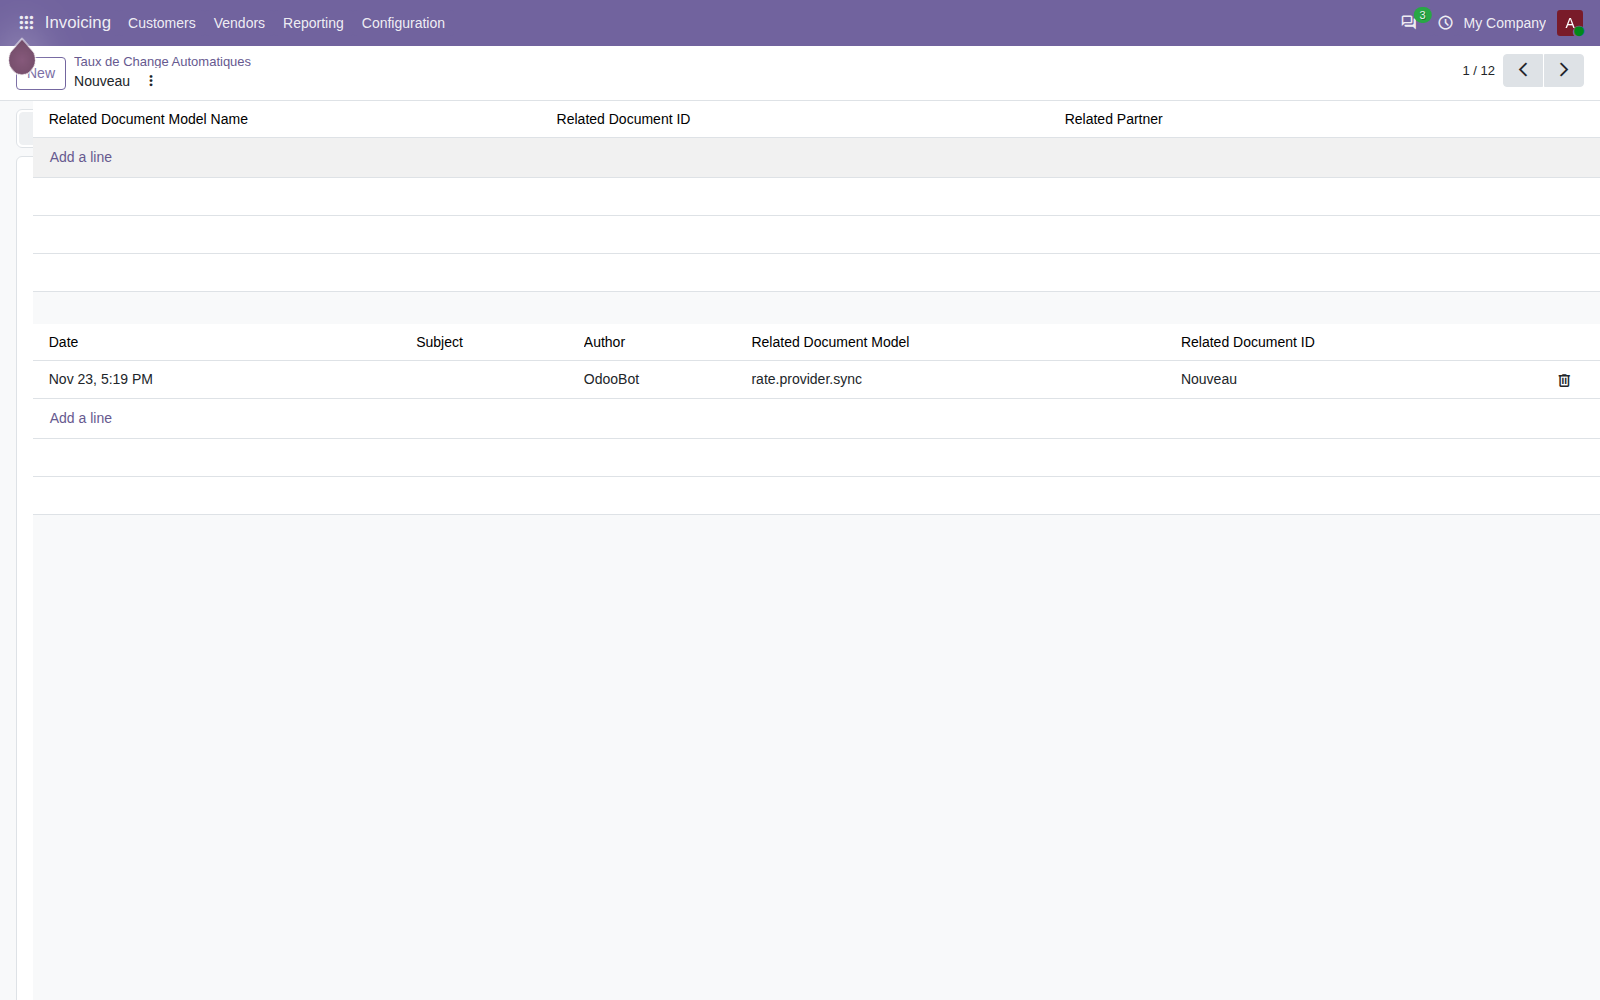 Invoicing Customers Vendors Reporting Configuration 3 My Company A
New
Taux de Change Automatiques
Nouveau
1 / 12
Related Document Model Name Related Document ID Related Partner
Add a line
Date Subject Author Related Document Model Related Document ID
Nov 23, 5:19 PM OdooBot rate.provider.sync Nouveau
Add a line